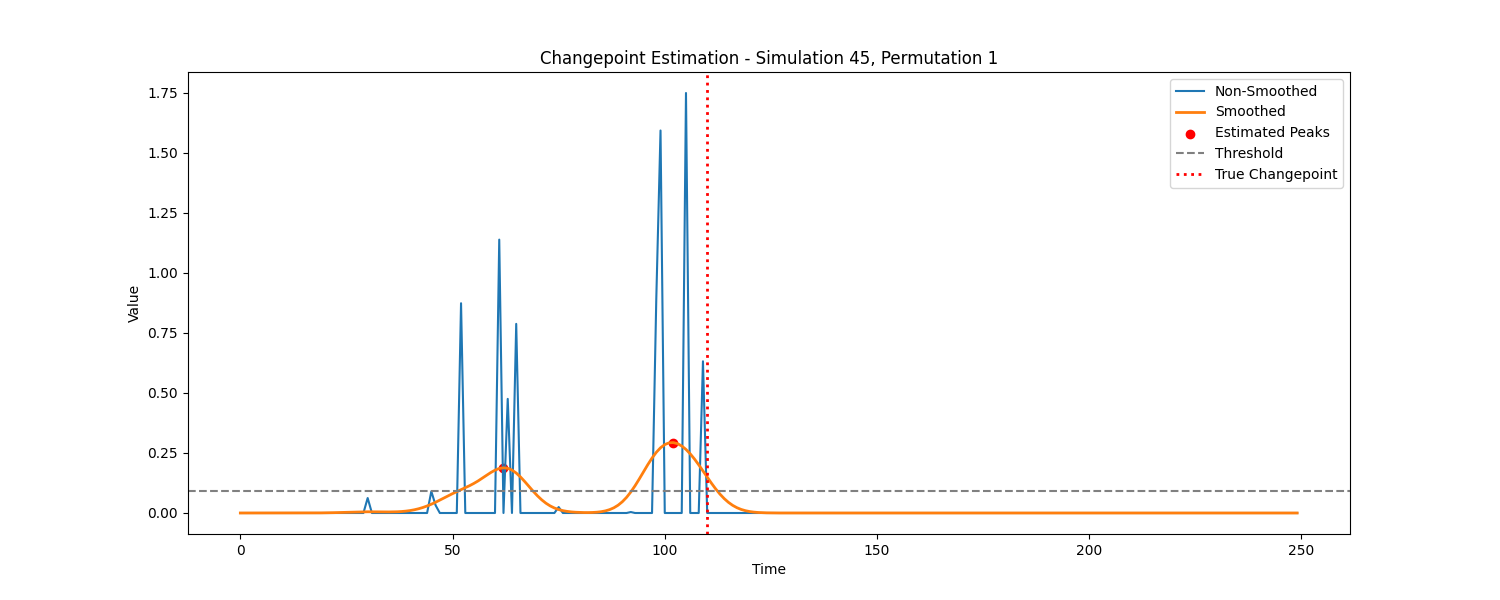 Changepoint Estimation - Simulation 45, Permutation 1
Non-Smoothed
Smoothed
Estimated Peaks
Threshold
True Changepoint
Value
1.75
1.50
1.25
1.00
0.75
0.50
0.25
0.00
0
50
100
150
200
250
Time